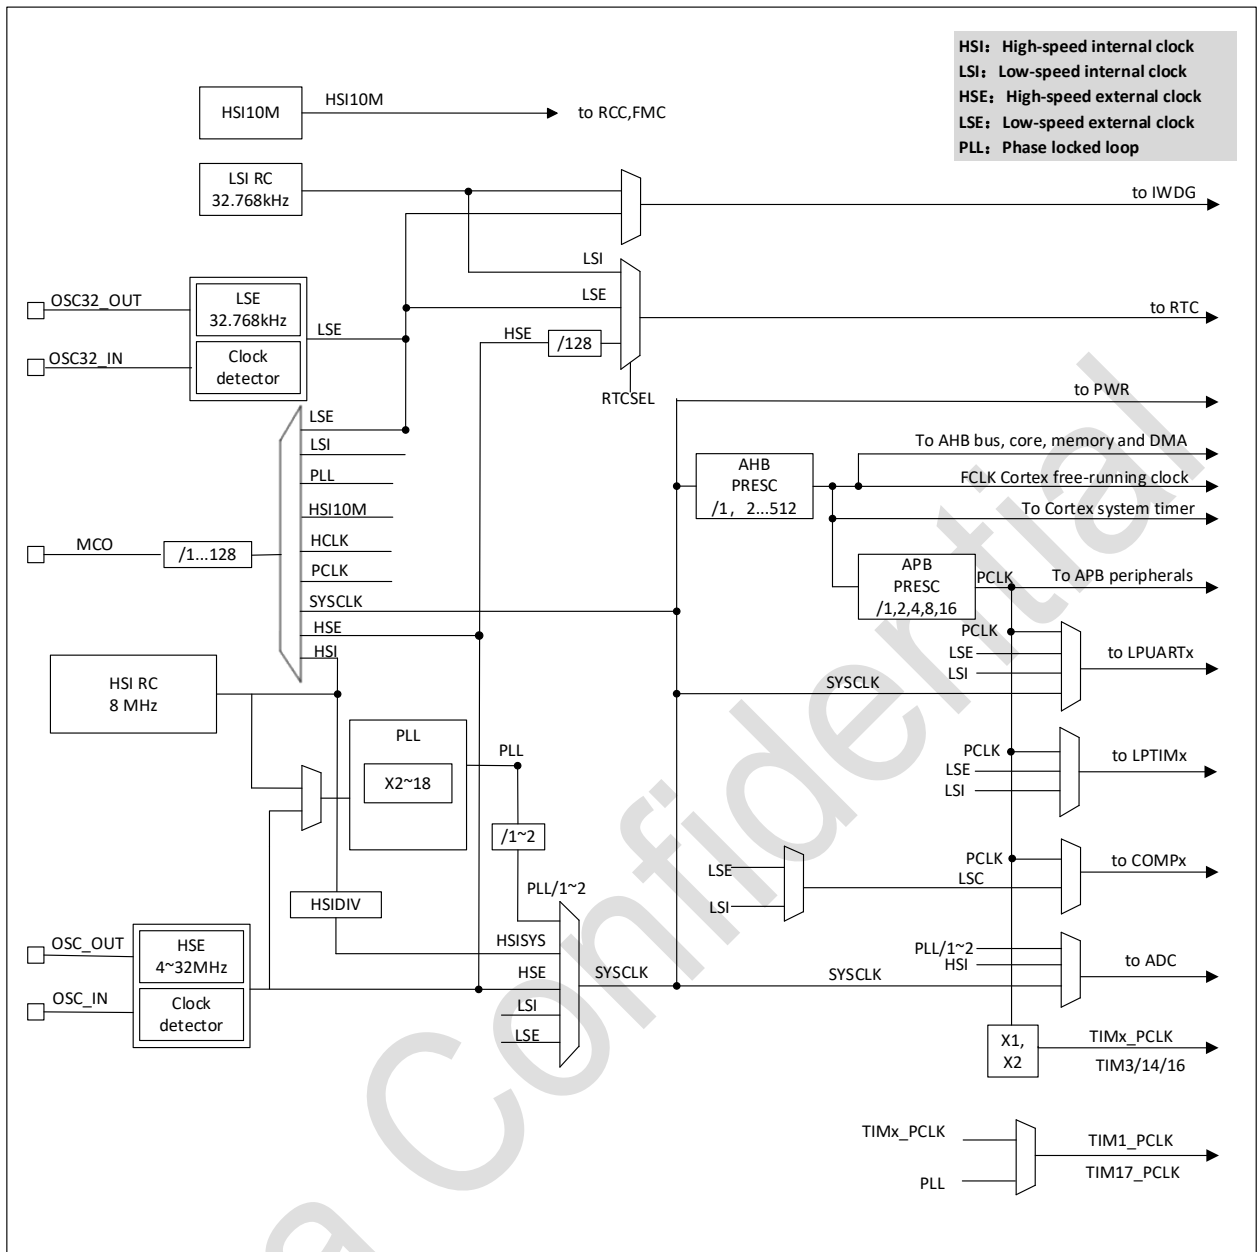 HSI：High-speed internal clock
LSI：Low-speed internal clock
HSE：High-speed external clock
LSE：Low-speed external clock
PLL：Phase locked loop
HSI10M
HSI10M
to RCC,FMC
LSI RC
32.768kHz
to IWDG
LSI
OSC32_OUT
LSE
32.768kHz
LSE
LSE
to RTC
HSE
/128
OSC32_IN
Clock
detector
RTCSEL
to PWR
LSE
LSI
PLL
HSI10M
HCLK
PCLK
SYSCLK
HSE
HSI
MCO
/1...128
AHB
PRESC
/1， 2...512
To AHB bus, core, memory and DMA
FCLK Cortex free-running clock
To Cortex system timer
APB
PRESC
/1,2,4,8,16
PCLK
To APB peripherals
PCLK
LSE
LSI
SYSCLK
to LPUARTx
HSI RC
8 MHz
PLL
X2~18
PLL
/1~2
PCLK
LSE
LSI
to LPTIMx
LSE
LSI
PCLK
LSC
to COMPx
HSIDIV
PLL/1~2
HSISYS
HSE
LSI
LSE
SYSCLK
OSC_OUT
HSE
4~32MHz
OSC_IN
Clock
detector
PLL/1~2
HSI
SYSCLK
to ADC
X1,
X2
TIMx_PCLK
TIM3/14/16
TIMx_PCLK
PLL
TIM1_PCLK
TIM17_PCLK
a Confidential